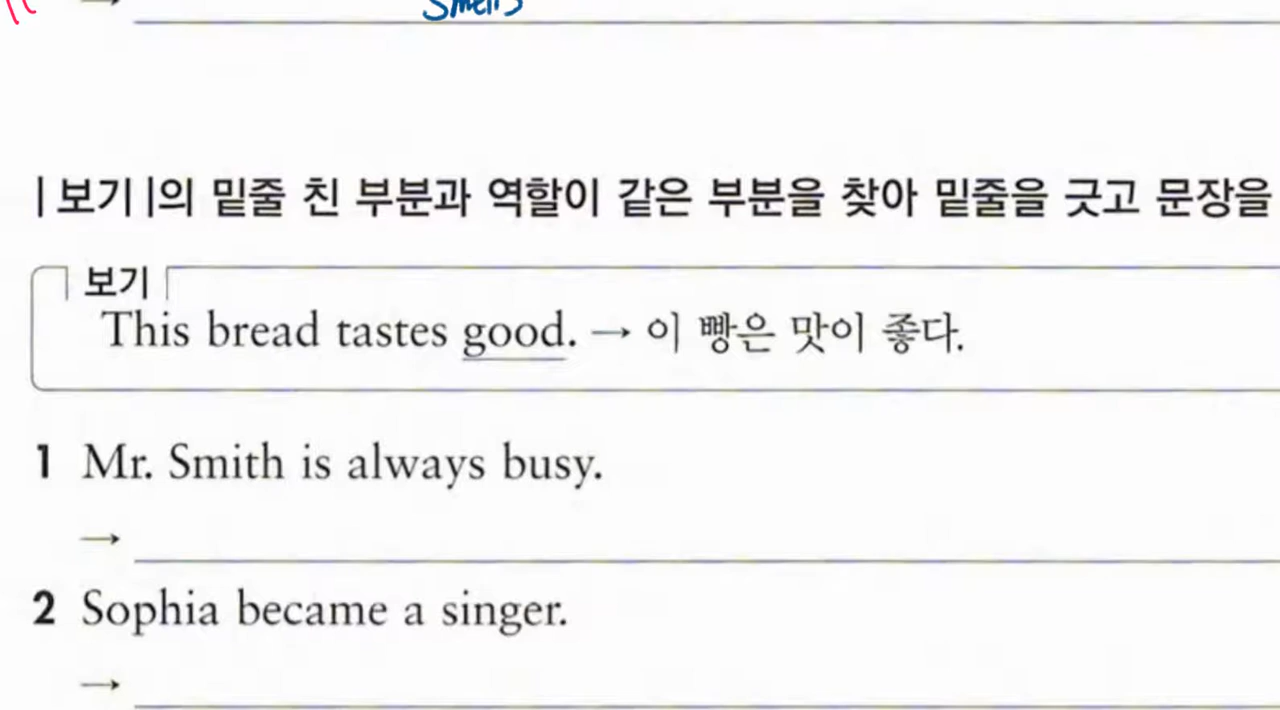 smells
|보기|의 밑줄 친 부분과 역할이 같은 부분을 찾아 밑줄을 긋고 문장을
보기
This bread tastes good. → 이 빵은 맛이 좋다.
1 Mr. Smith is always busy.
→
2 Sophia became a singer.
→